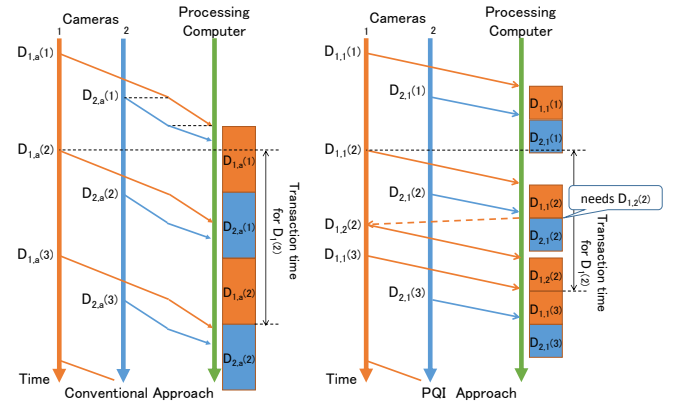 Cameras
1
2
Processing
Computer
D1,a(1)
D2,a(1)
D1,a(2)
D2,a(2)
D1,a(3)
D2,a(3)
D1,a(1)
D2,a(1)
D1,a(2)
D2,a(2)
Transaction time
for D1(2)
Time
Conventional Approach
Cameras
1
2
Processing
Computer
D1,1(1)
D2,1(1)
D1,1(2)
D2,1(2)
D1,2(2)
D1,1(3)
D2,1(3)
D1,1(1)
D2,1(1)
D1,1(2)
D2,1(2)
D1,2(2)
D1,1(3)
D2,1(3)
needs D1,2(2)
Transaction time
for D1(2)
Time
PQI Approach